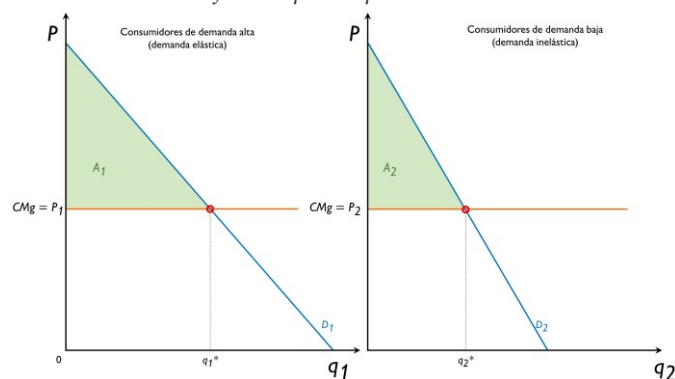 P
Consumidores de demanda alta
(demanda elástica)
A1
CMg = P1
D1
0
q1*
q1
P
Consumidores de demanda baja
(demanda inelástica)
A2
CMg = P2
D2
q2*
q2